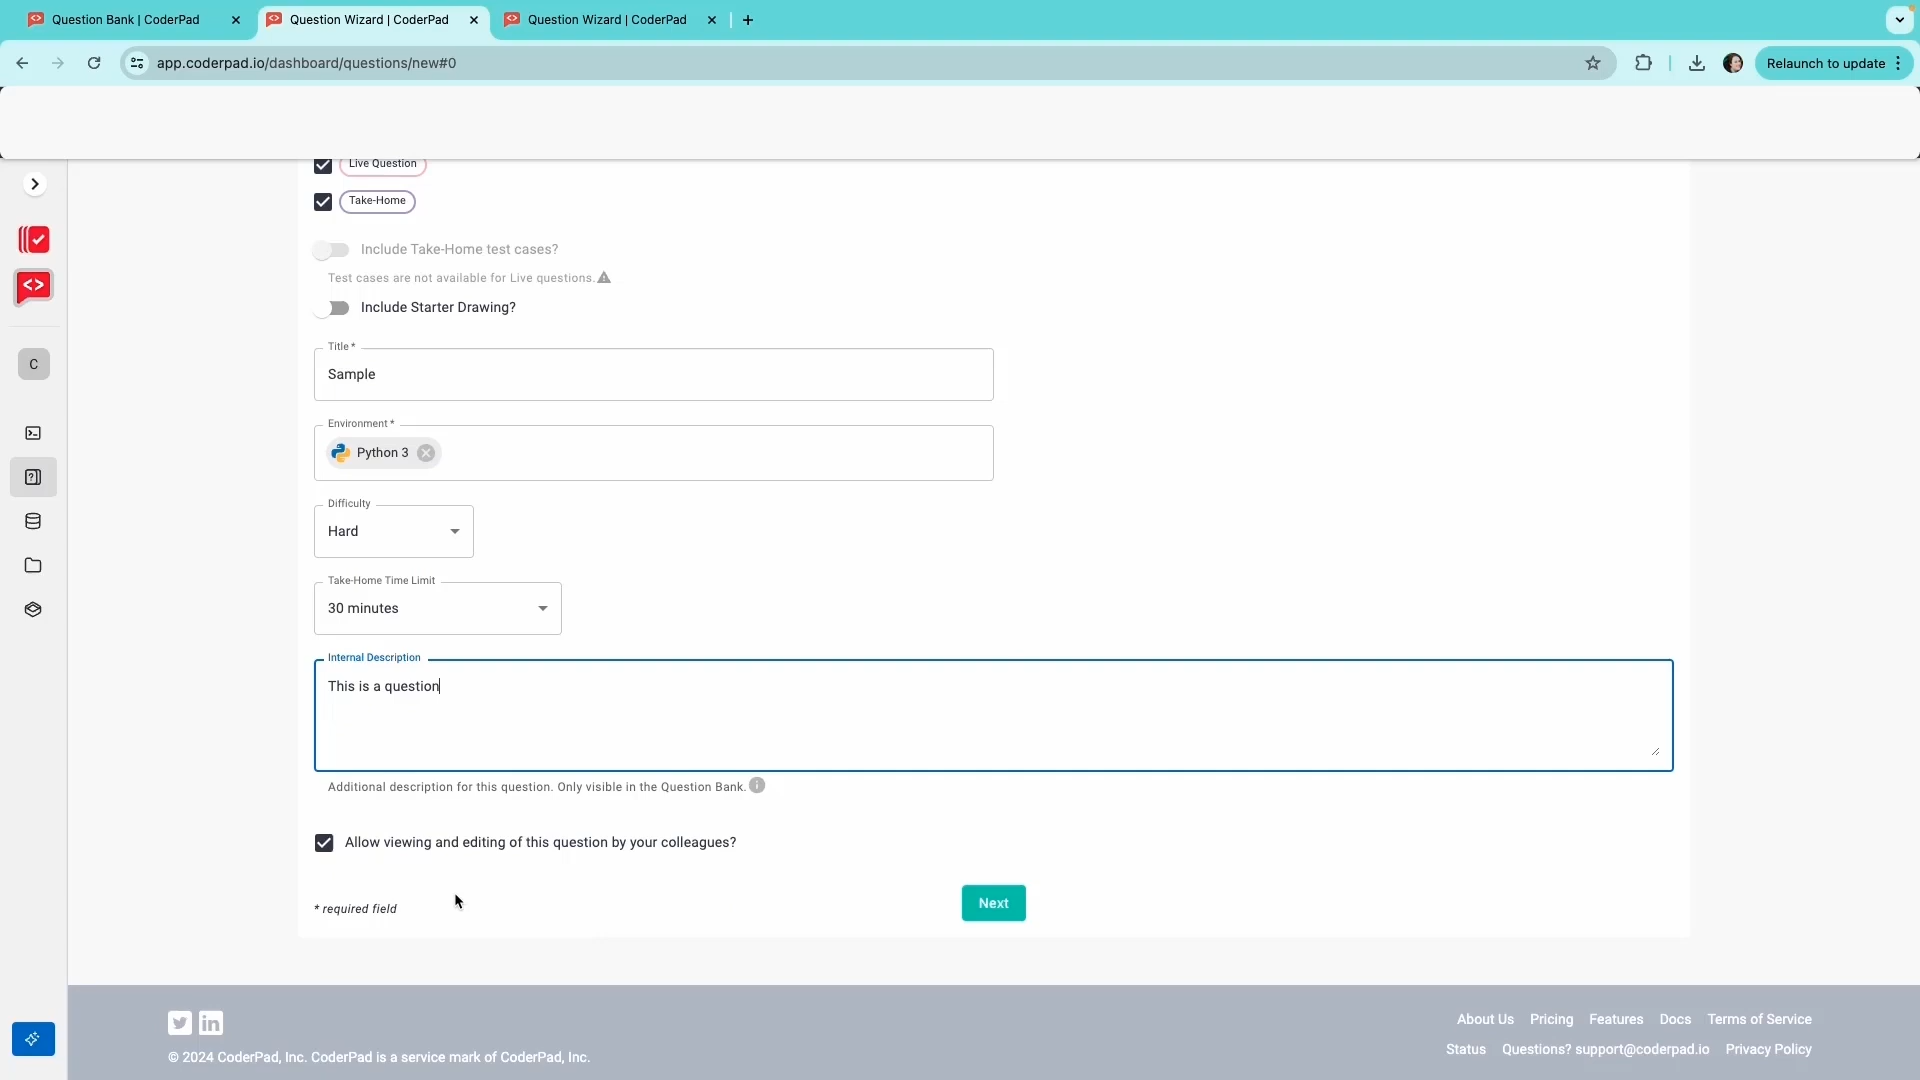 Question Bank | CoderPad
Question Wizard | CoderPad
Question Wizard | CoderPad
app.coderpad.io/dashboard/questions/new#0
Relaunch to update
Live Question
Take-Home
Include Take-Home test cases?
Test cases are not available for Live questions.
Include Starter Drawing?
Title *
Sample
Environment *
Python 3
Difficulty
Hard
Take-Home Time Limit
30 minutes
Internal Description
This is a question
Additional description for this question. Only visible in the Question Bank.
Allow viewing and editing of this question by your colleagues?
* required field
Next
C
About Us Pricing Features Docs Terms of Service
Status Questions? support@coderpad.io Privacy Policy
© 2024 CoderPad, Inc. CoderPad is a service mark of CoderPad, Inc.